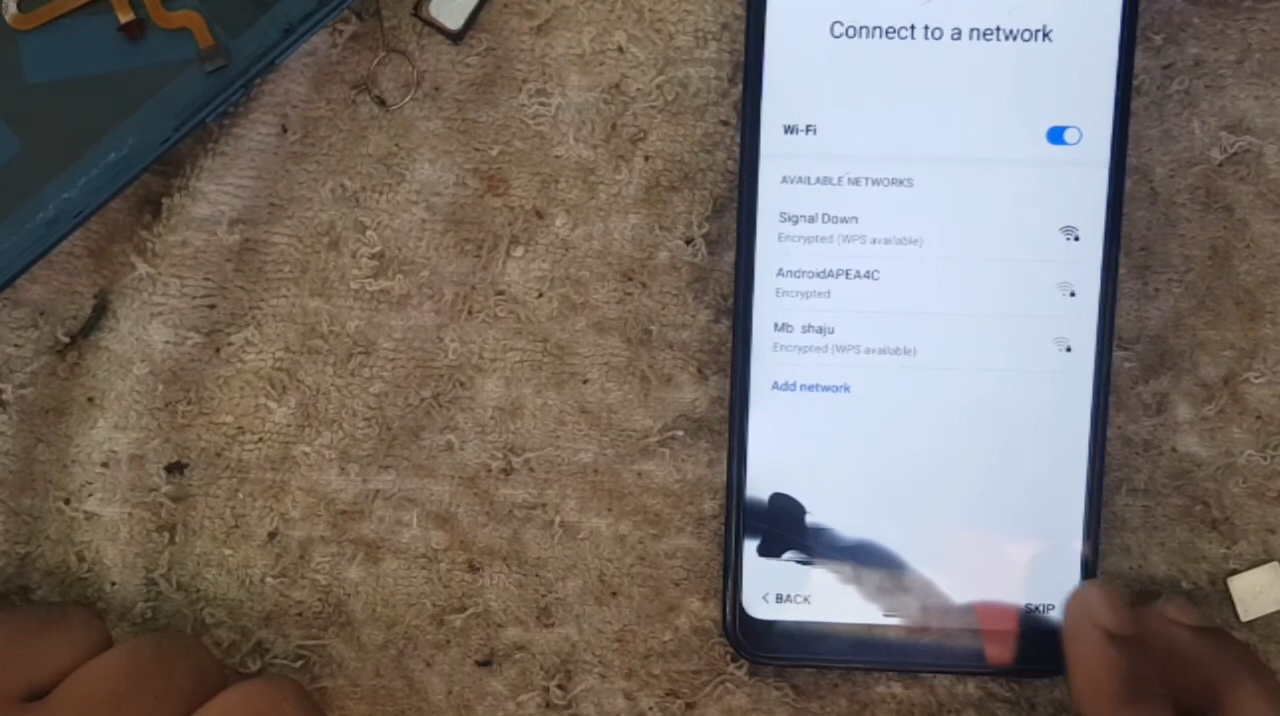 Connect to a network
Wi-Fi
AVAILABLE NETWORKS
Signal Down
Encrypted (WPS available)
AndroidAPEA4C
Encrypted
Mb shaju
Encrypted (WPS available)
Add network
< BACK
SKIP